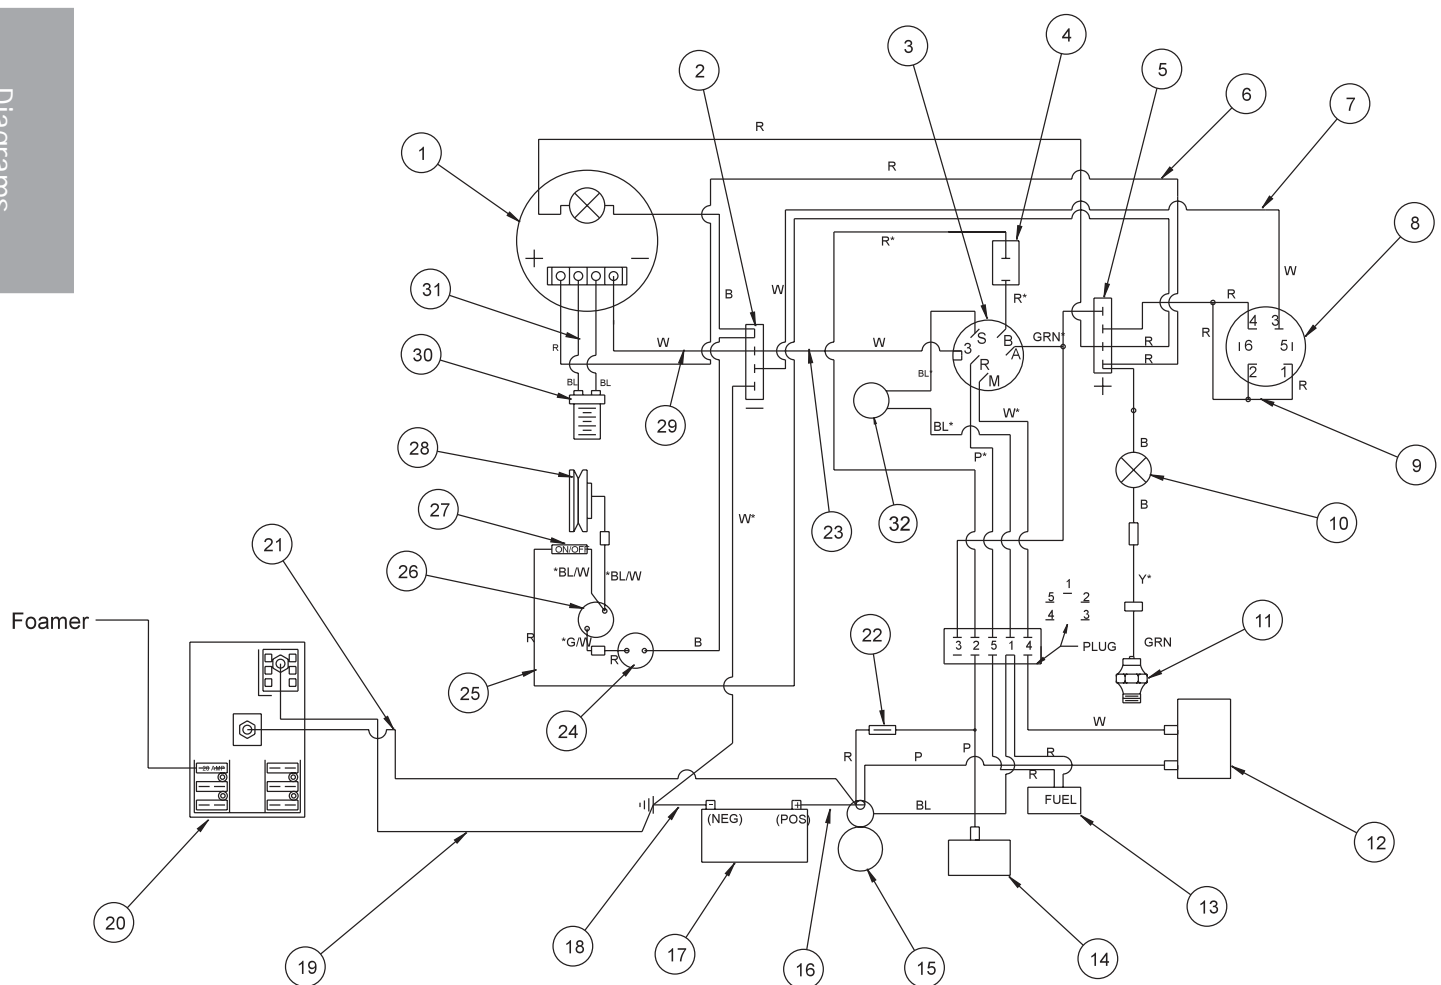 Diagrams
1
2
3
4
5
6
7
8
R
R
R*
W
W
B
R*
31
S
B
GRN*
3
A
R
M
R
4
3
6
5
2
1
R
R
R
R
W
W
R
30
BL
BL
BL*
29
W*
BL*
P*
28
23
32
B
10
9
B
27
W*
21
ON/OFF
*BL/W
*BL/W
26
Y*
1
5
2
4
3
Foamer
*G/W
R
R
B
22
3
2
5
1
4
PLUG
GRN
11
25
24
20 AMP
R
P
P
W
R
R
BL
FUEL
18
(NEG)
(POS)
16
12
20
19
17
15
14
13